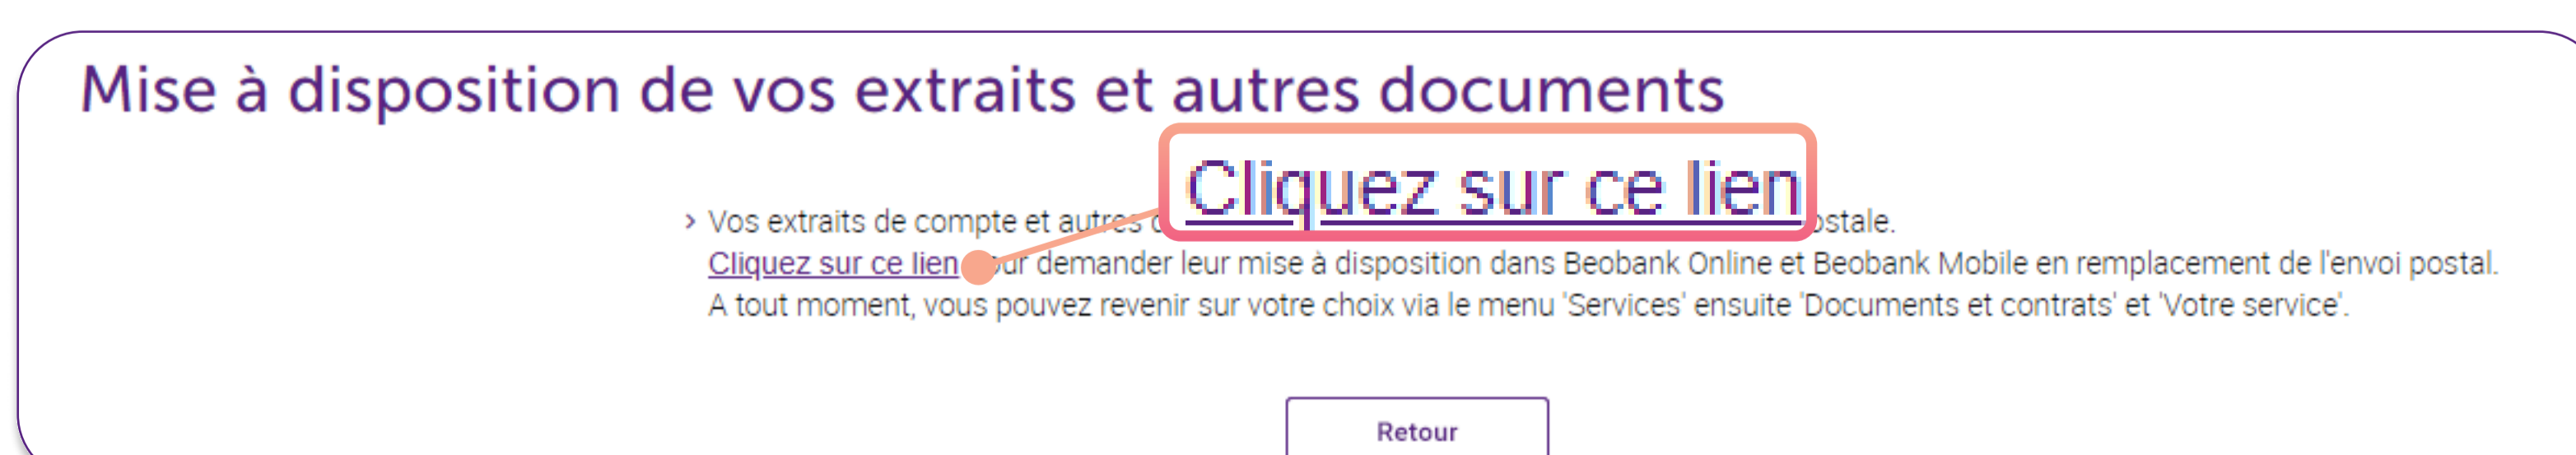 Mise à disposition de vos extraits et autres documents
Cliquez sur ce lien
› Vos extraits de compte et autres
Cliquez sur ce lien demander leur mise à disposition dans Beobank Online et Beobank Mobile en remplacement de l'envoi postal.
A tout moment, vous pouvez revenir sur votre choix via le menu 'Services' ensuite 'Documents et contrats' et 'Votre service'.
Retour